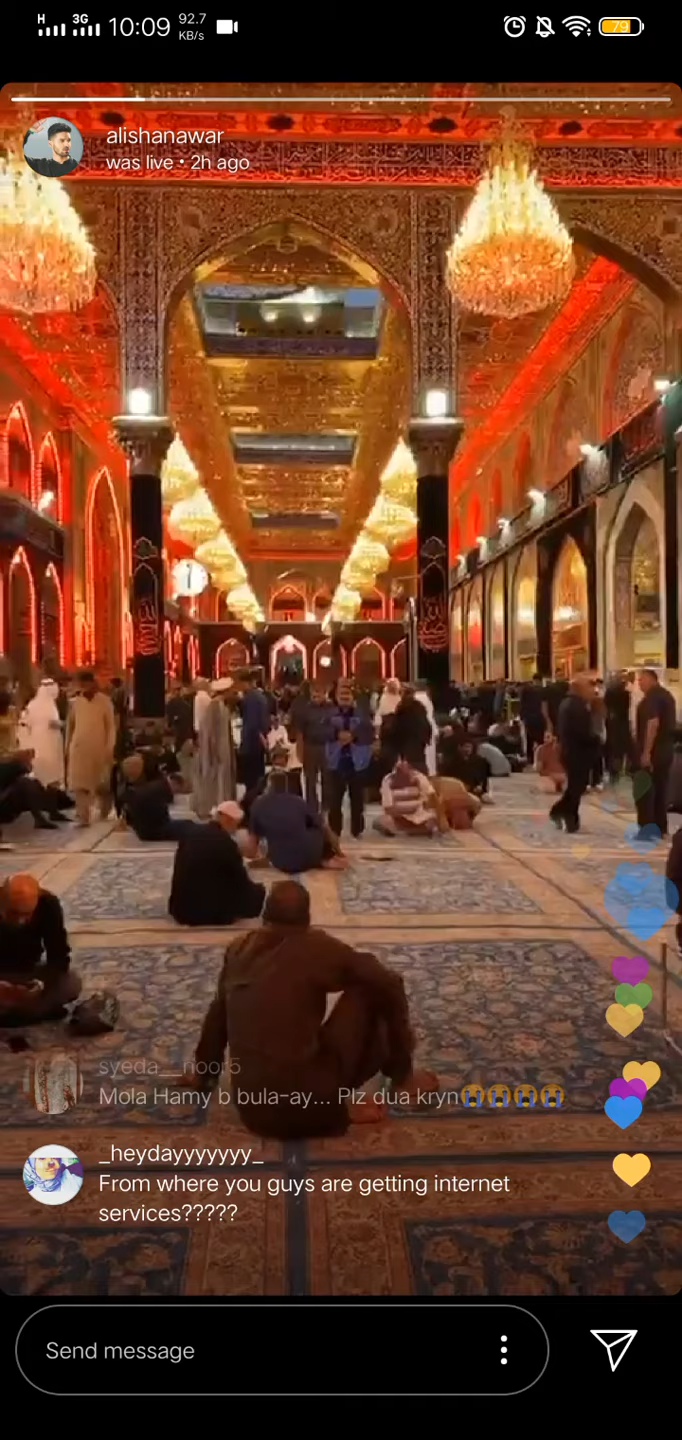 H 3G 10:09 92.7 KB/s 79
alishanawar
was live • 2h ago
syeda__noor5
Mola Hamy b bula-ay... Plz dua kryn😭😭😭😭
_heydayyyyyyy_
From where you guys are getting internet
services?????
Send message